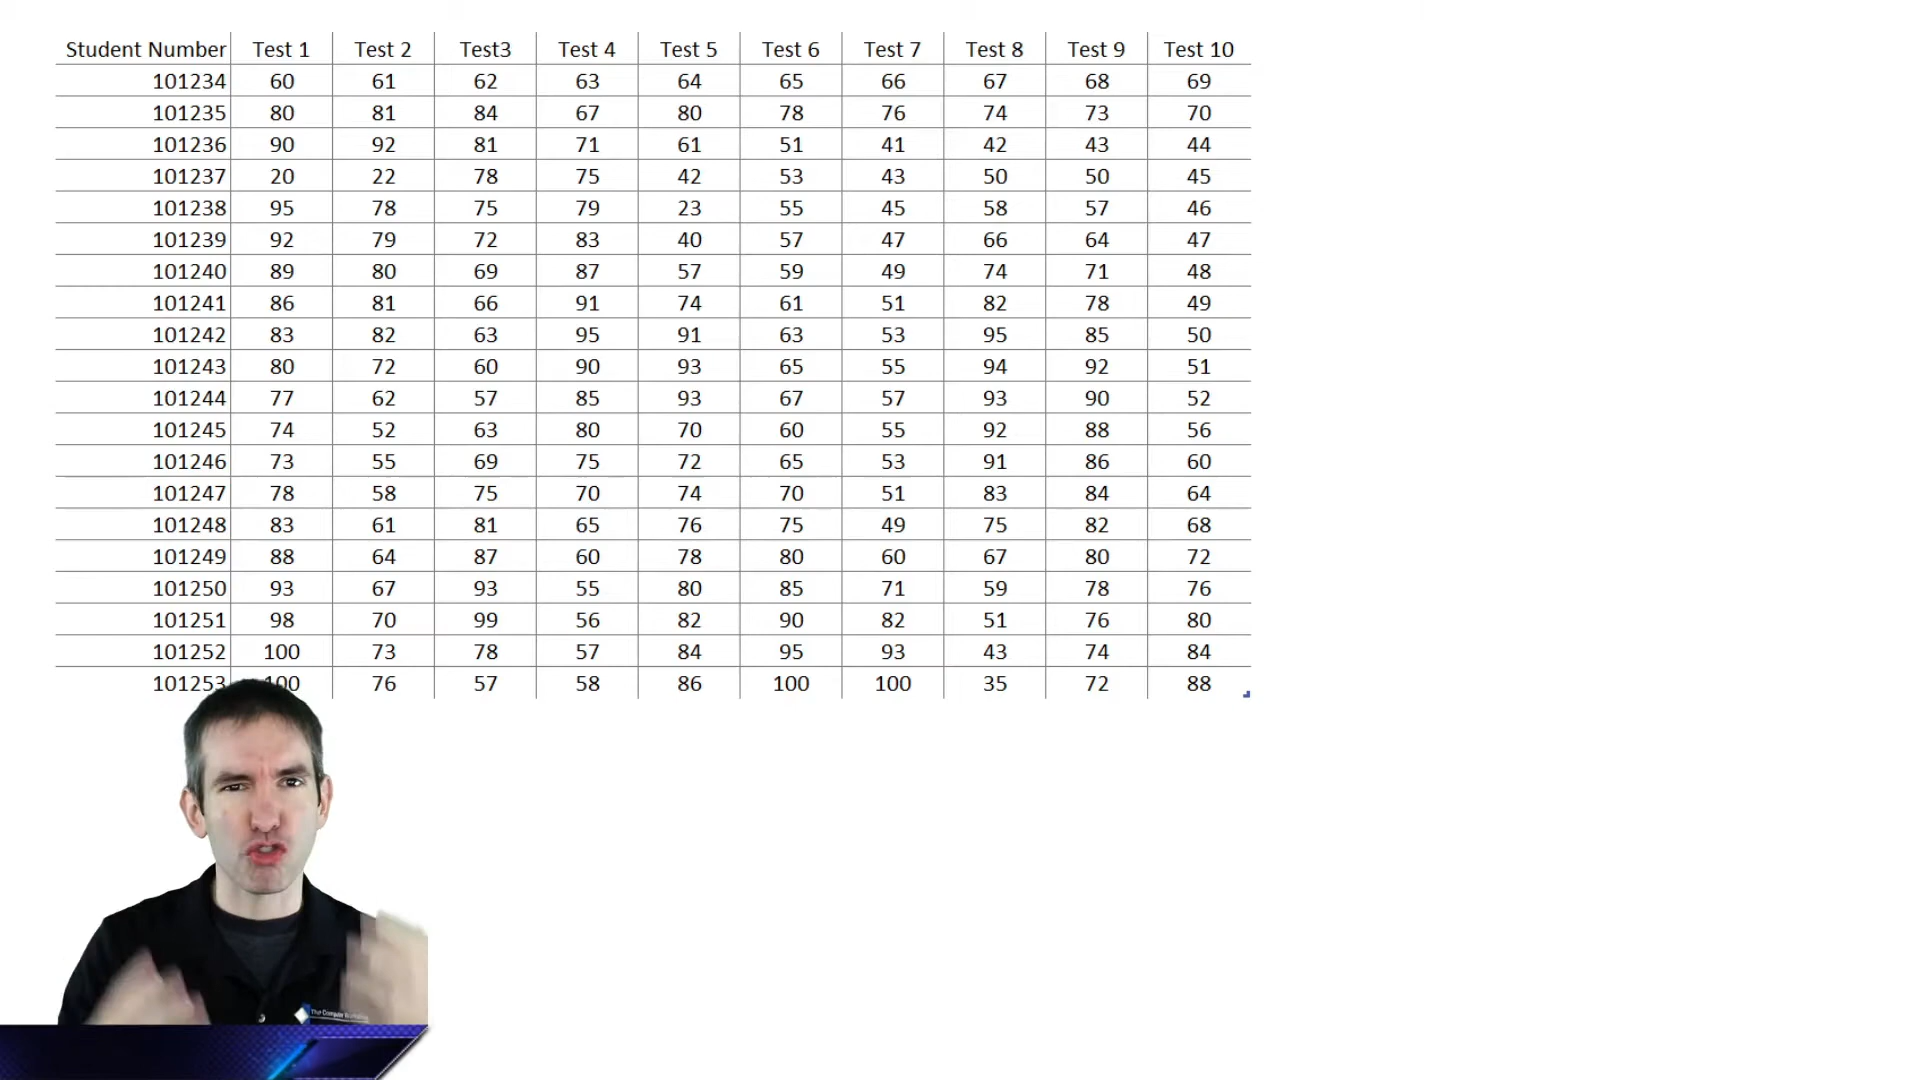 Student Number Test 1 Test 2 Test3 Test 4 Test 5 Test 6 Test 7 Test 8 Test 9 Test 10
101234 60 61 62 63 64 65 66 67 68 69
101235 80 81 84 67 80 78 76 74 73 70
101236 90 92 81 71 61 51 41 42 43 44
101237 20 22 78 75 42 53 43 50 50 45
101238 95 78 75 79 23 55 45 58 57 46
101239 92 79 72 83 40 57 47 66 64 47
101240 89 80 69 87 57 59 49 74 71 48
101241 86 81 66 91 74 61 51 82 78 49
101242 83 82 63 95 91 63 53 95 85 50
101243 80 72 60 90 93 65 55 94 92 51
101244 77 62 57 85 93 67 57 93 90 52
101245 74 52 63 80 70 60 55 92 88 56
101246 73 55 69 75 72 65 53 91 86 60
101247 78 58 75 70 74 70 51 83 84 64
101248 83 61 81 65 76 75 49 75 82 68
101249 88 64 87 60 78 80 60 67 80 72
101250 93 67 93 55 80 85 71 59 78 76
101251 98 70 99 56 82 90 82 51 76 80
101252 100 73 78 57 84 95 93 43 74 84
101253 100 76 57 58 86 100 100 35 72 88
The Computer